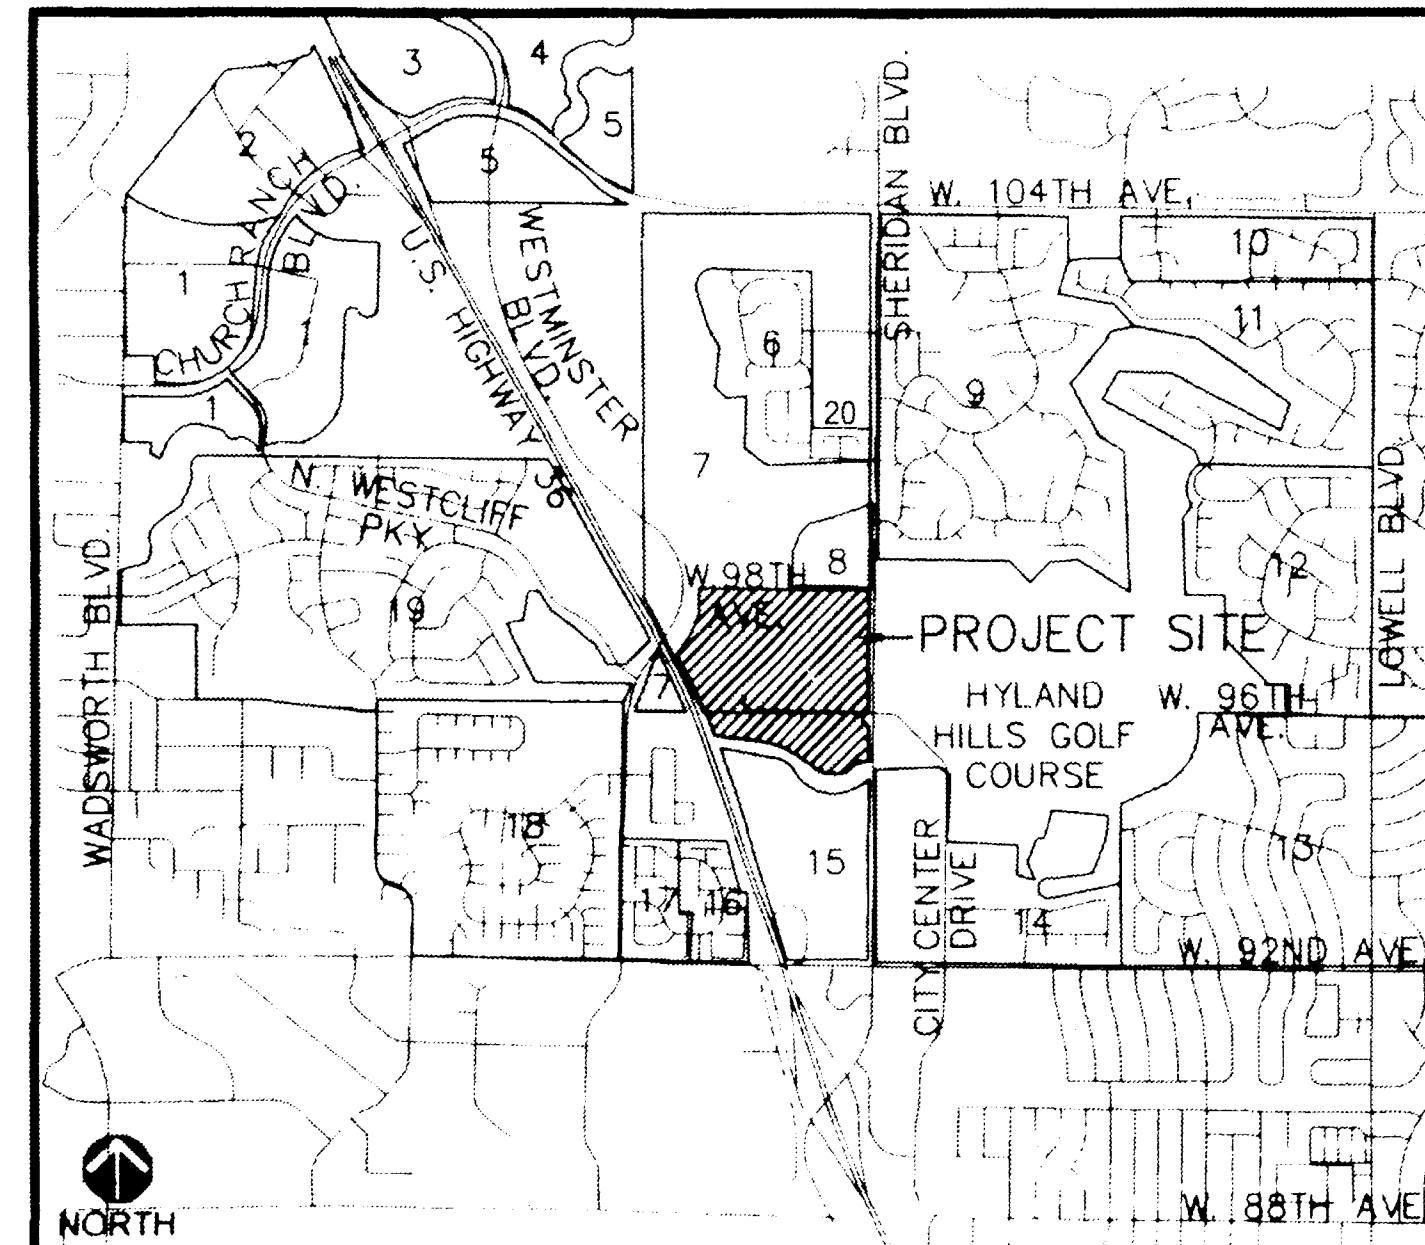 3
4
5
2
5
SHERIDAN BLVD.
W. 104TH AVE.
CHURCH RANCH
BLVD.
1
1
U.S. HIGHWAY 36
WESTMINSTER
BLVD.
10
11
6
9
20
7
N. WESTCLIFF
PKY
8
W. 98TH
AVE.
12
LOWELL BLVD.
19
PROJECT SITE
7
HYLAND
HILLS GOLF
COURSE
W. 96TH
AVE.
WADSWORTH BLVD.
18
15
13
17
16
14
CITY CENTER
DRIVE
W. 92ND AVE
W. 88TH AVE
NORTH